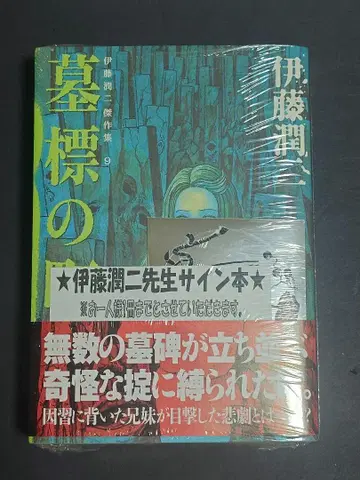 伊藤潤二
伊藤潤二傑作集 9
墓標の
★伊藤潤二先生サイン本★
※お一人様1冊までとさせていただきます。
無数の墓碑が立ち並
奇怪な掟に縛られた 。
因習に背いた兄妹が目撃した悲劇とは ?